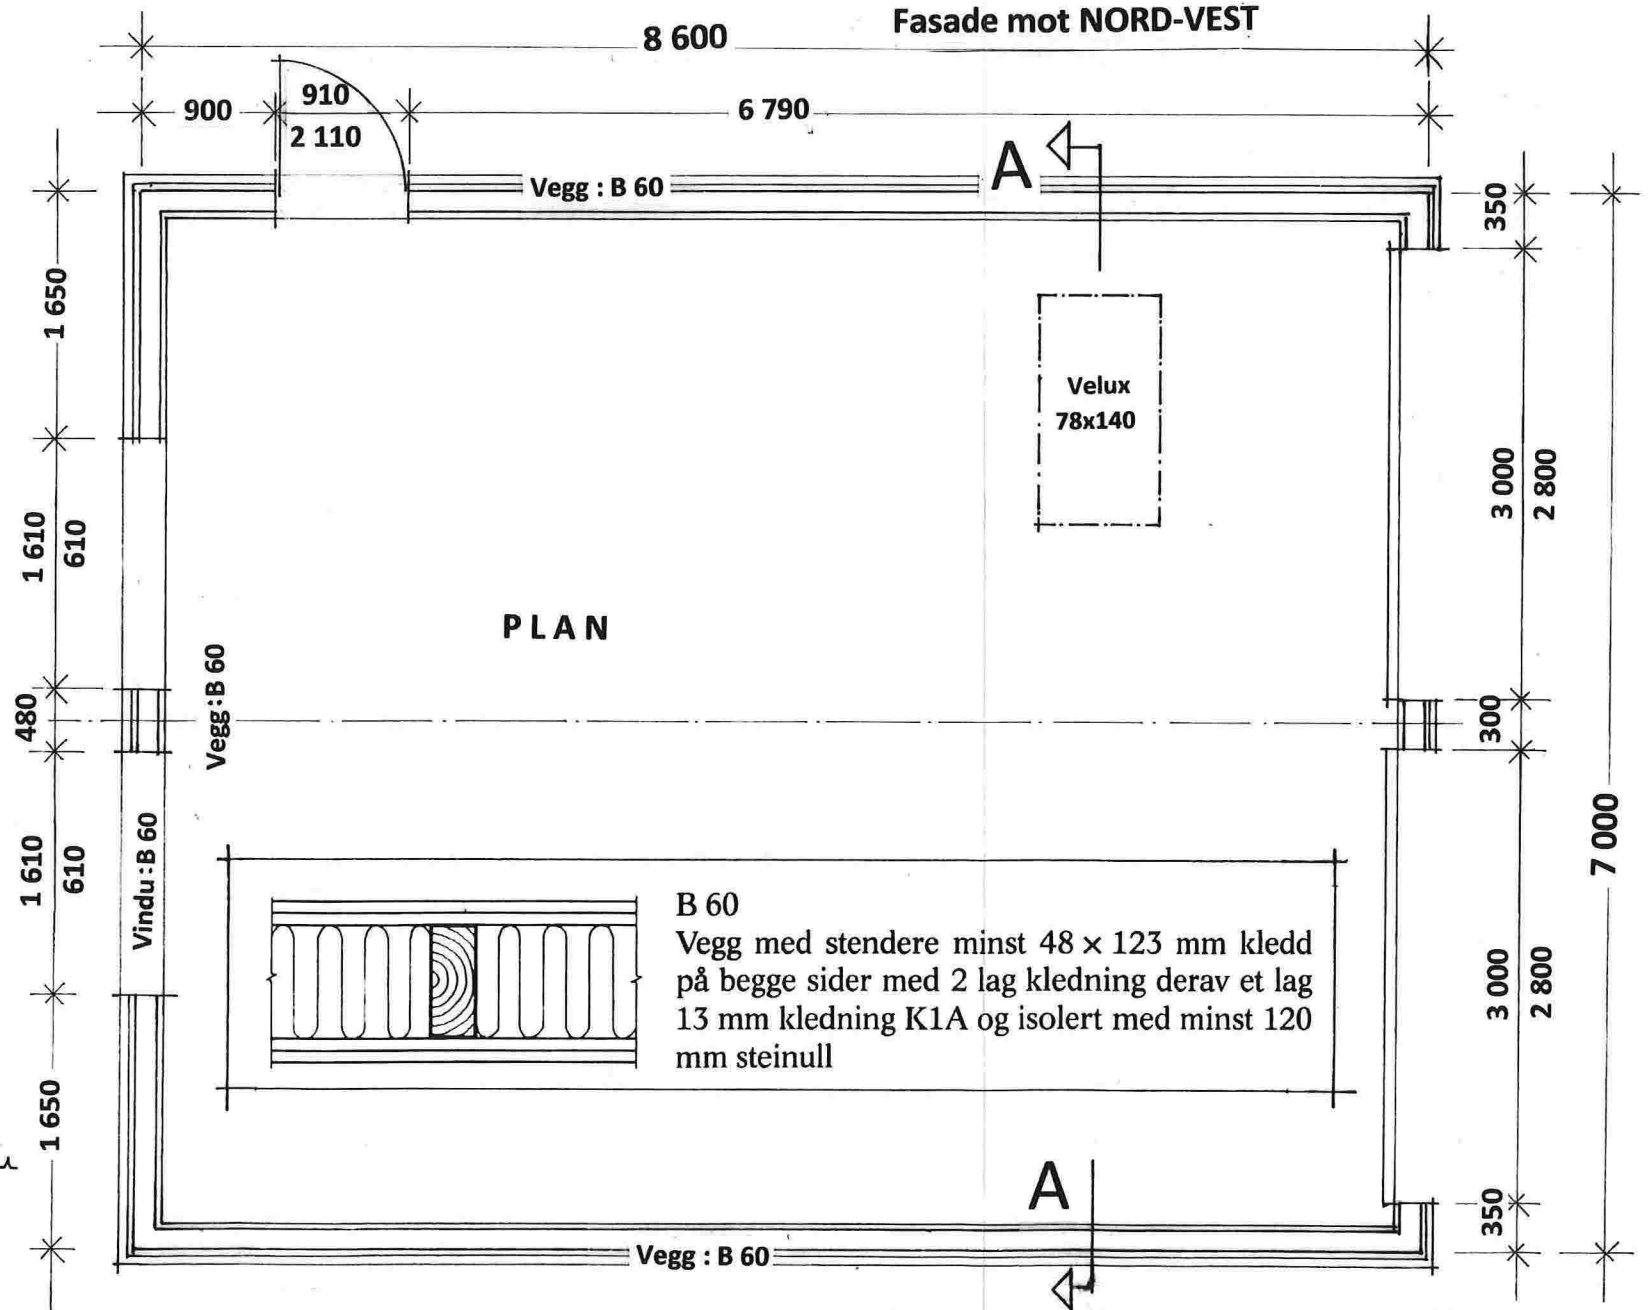 Fasade mot NORD-VEST
8 600
900
910
2 110
6 790
A
Vegg : B 60
350
1 650
Velux
78x140
3 000
2 800
1 610
610
PLAN
Vegg : B 60
480
300
7 000
1 610
610
Vindu : B 60
B 60
Vegg med stendere minst 48 × 123 mm kledd
på begge sider med 2 lag kledning derav et lag
13 mm kledning K1A og isolert med minst 120
mm steinull
3 000
2 800
1 650
A
350
Vegg : B 60